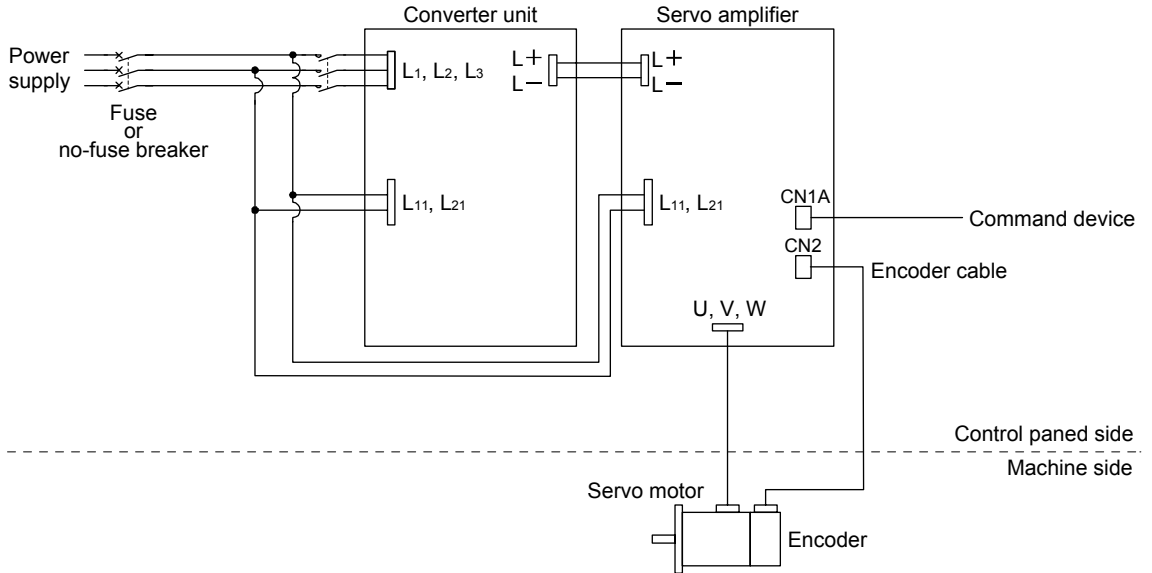 Converter unit
Servo amplifier
Power
supply
L1, L2, L3
L+
L−
L+
L−
Fuse
or
no-fuse breaker
L11, L21
L11, L21
CN1A
Command device
CN2
Encoder cable
U, V, W
Control paned side
Machine side
Servo motor
Encoder